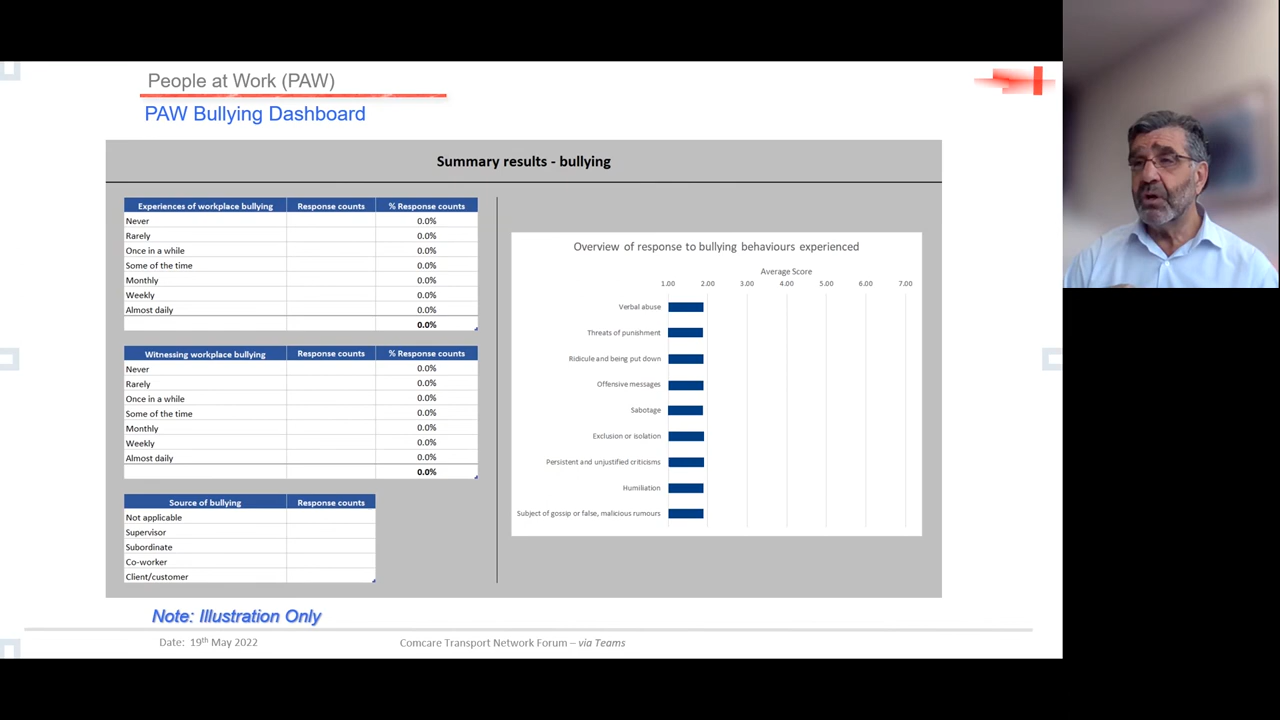 People at Work (PAW)
PAW Bullying Dashboard
Summary results - bullying
Experiences of workplace bullying Response counts % Response counts
Never 0.0%
Rarely 0.0%
Once in a while 0.0%
Some of the time 0.0%
Monthly 0.0%
Weekly 0.0%
Almost daily 0.0%
0.0%
Witnessing workplace bullying Response counts % Response counts
Never 0.0%
Rarely 0.0%
Once in a while 0.0%
Some of the time 0.0%
Monthly 0.0%
Weekly 0.0%
Almost daily 0.0%
0.0%
Source of bullying Response counts
Not applicable
Supervisor
Subordinate
Co-worker
Client/customer
Overview of response to bullying behaviours experienced
Average Score
1.00 2.00 3.00 4.00 5.00 6.00 7.00
Verbal abuse
Threats of punishment
Ridicule and being put down
Offensive messages
Sabotage
Exclusion or isolation
Persistent and unjustified criticisms
Humiliation
Subject of gossip or false, malicious rumours
Note: Illustration Only
Date: 19th May 2022 Comcare Transport Network Forum – via Teams